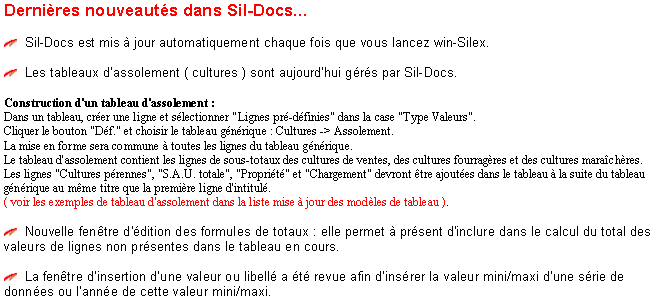 Dernières nouveautés dans Sil-Docs...
Sil-Docs est mis à jour automatiquement chaque fois que vous lancez win-Silex.
Les tableaux d'assolement ( cultures ) sont aujourd'hui gérés par Sil-Docs.
Construction d'un tableau d'assolement :
Dans un tableau, créer une ligne et sélectionner "Lignes pré-définies" dans la case "Type Valeurs".
Cliquer le bouton "Déf." et choisir le tableau générique : Cultures -> Assolement.
La mise en forme sera commune à toutes les lignes du tableau générique.
Le tableau d'assolement contient les lignes de sous-totaux des cultures de ventes, des cultures fourragères et des cultures maraîchères.
Les lignes "Cultures pérennes", "S.A.U. totale", "Propriété" et "Chargement" devront être ajoutées dans le tableau à la suite du tableau
générique au même titre que la première ligne d'intitulé.
( voir les exemples de tableau d'assolement dans la liste mise à jour des modèles de tableau ).
Nouvelle fenêtre d'édition des formules de totaux : elle permet à présent d'inclure dans le calcul du total des
valeurs de lignes non présentes dans le tableau en cours.
La fenêtre d'insertion d'une valeur ou libellé a été revue afin d'insérer la valeur mini/maxi d'une série de
données ou l'année de cette valeur mini/maxi.